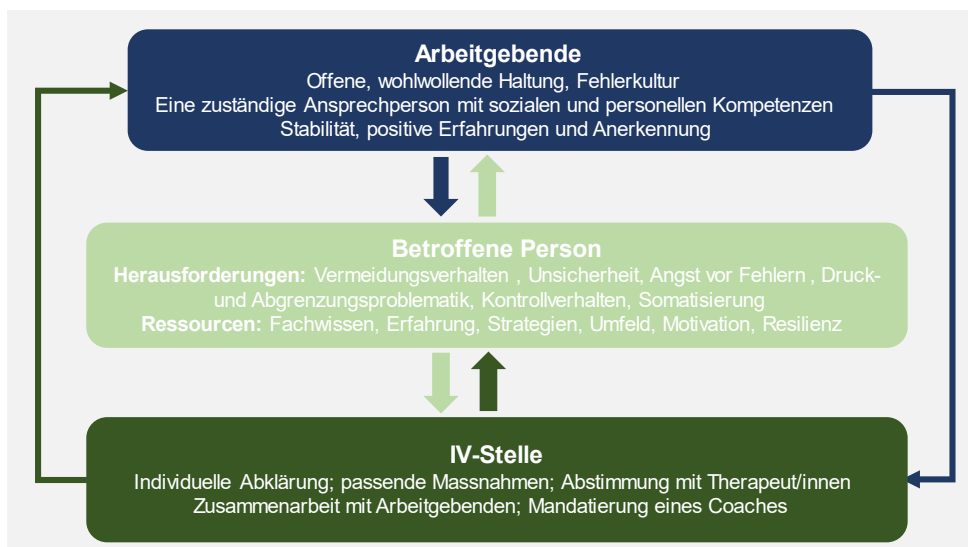 Arbeitgebende
Offene, wohlwollende Haltung, Fehlerkultur
Eine zuständige Ansprechperson mit sozialen und personellen Kompetenzen
Stabilität, positive Erfahrungen und Anerkennung
Betroffene Person
Herausforderungen: Vermeidungsverhalten , Unsicherheit, Angst vor Fehlern , Druck-
und Abgrenzungsproblematik, Kontrollverhalten, Somatisierung
Ressourcen: Fachwissen, Erfahrung, Strategien, Umfeld, Motivation, Resilienz
IV-Stelle
Individuelle Abklärung; passende Massnahmen; Abstimmung mit Therapeut/innen
Zusammenarbeit mit Arbeitgebenden; Mandatierung eines Coaches